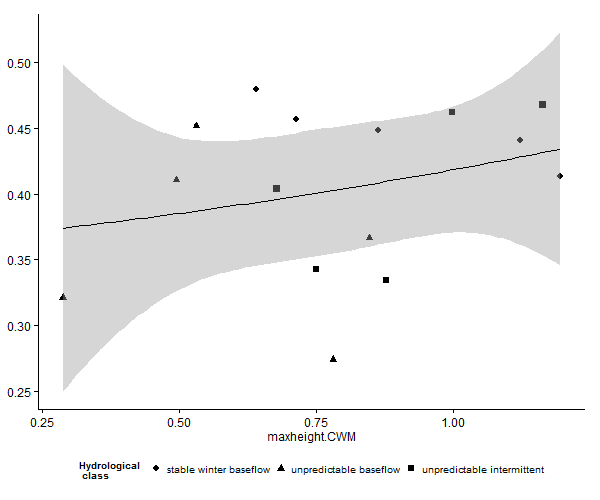 0.50
0.45
0.40
0.35
0.30
0.25
0.25 0.50 0.75 1.00
maxheight.CWM
Hydrological
class
stable winter baseflow unpredictable baseflow unpredictable intermittent